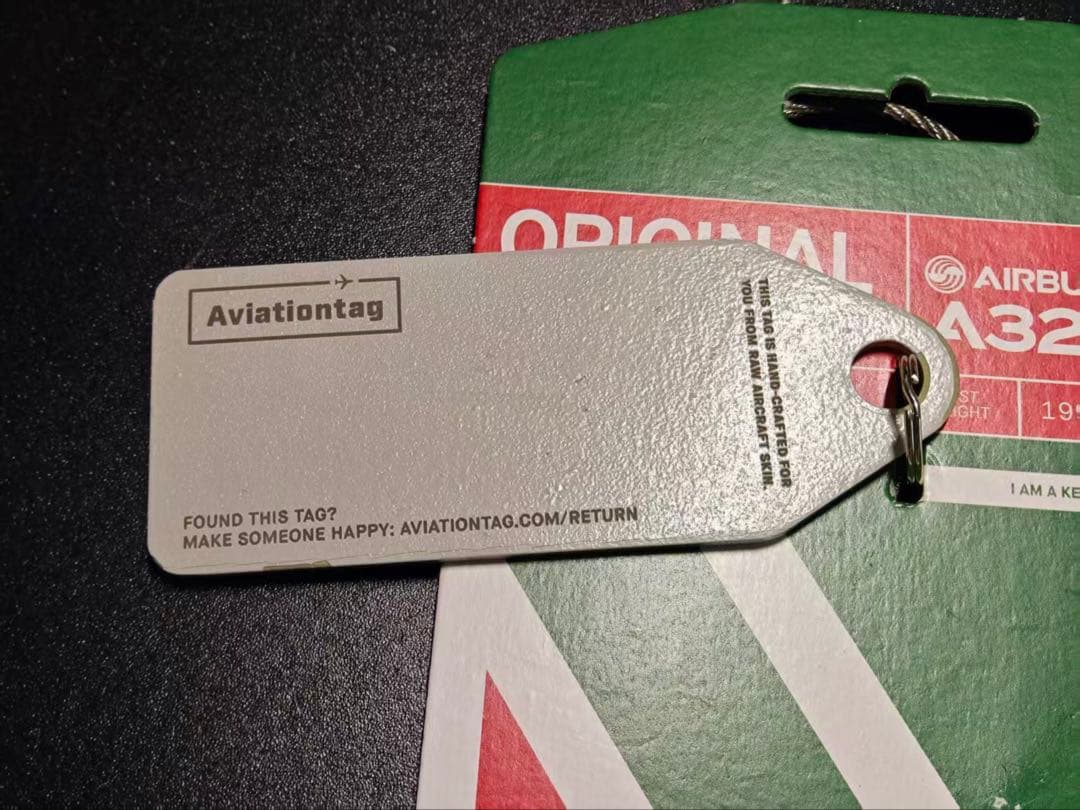 Aviationtag
THIS TAG IS HAND-CRAFTED FOR
YOU FROM RAW AIRCRAFT SKIN.
FOUND THIS TAG?
MAKE SOMEONE HAPPY: AVIATIONTAG.COM/RETURN
ORIGINAL
AIRBU
A32
I AM A KE